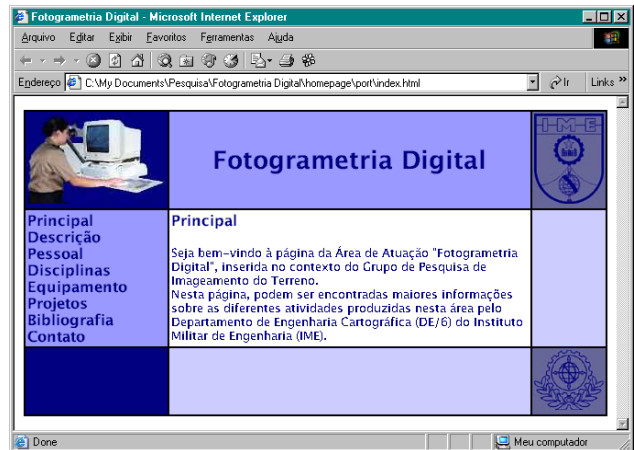 Fotogrametria Digital - Microsoft Internet Explorer
Arquivo Editar Exibir Favoritos Ferramentas Ajuda
Endereço C:\My Documents\Pesquisa\Fotogrametria Digital\homepage\port\index.html Ir Links »
Fotogrametria Digital
I-M-E
Principal
Descrição
Pessoal
Disciplinas
Equipamento
Projetos
Bibliografia
Contato
Principal
Seja bem-vindo à página da Área de Atuação "Fotogrametria
Digital", inserida no contexto do Grupo de Pesquisa de
Imageamento do Terreno.
Nesta página, podem ser encontradas maiores informações
sobre as diferentes atividades produzidas nesta área pelo
Departamento de Engenharia Cartográfica (DE/6) do Instituto
Militar de Engenharia (IME).
Done Meu computador